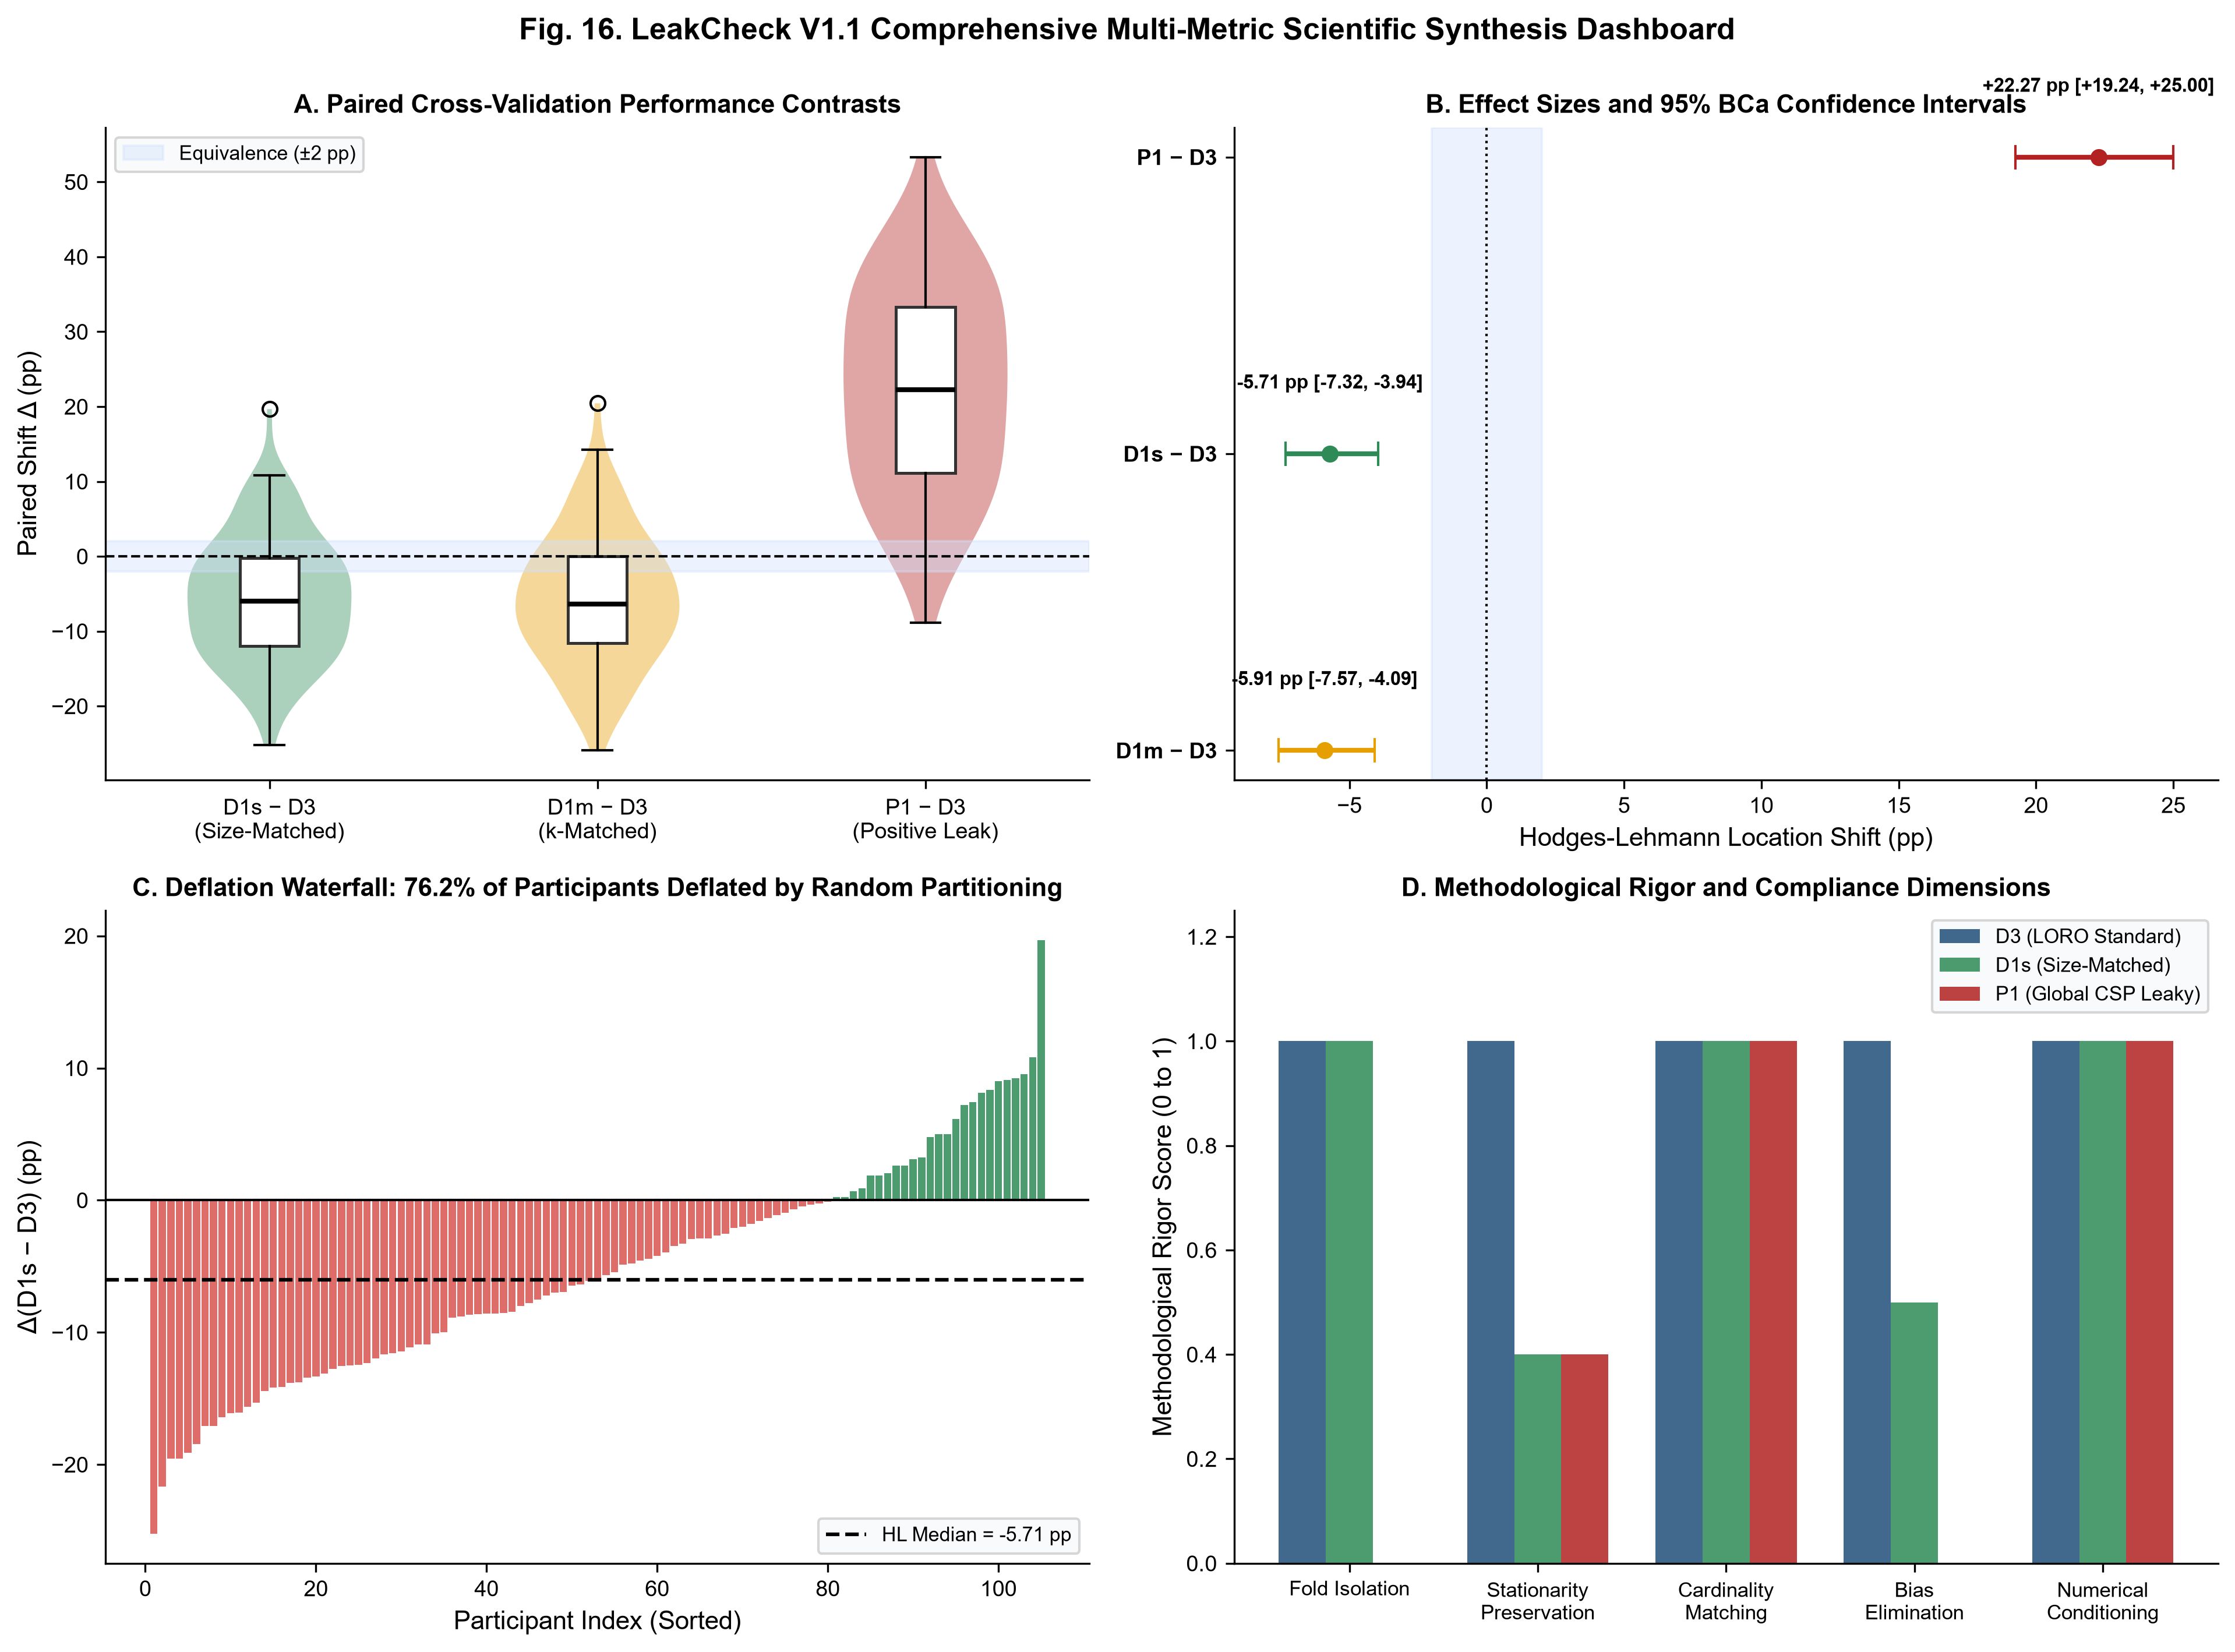 Fig. 16. LeakCheck V1.1 Comprehensive Multi-Metric Scientific Synthesis Dashboard
A. Paired Cross-Validation Performance Contrasts
Equivalence (±2 pp)
Paired Shift Δ (pp)
50
40
30
20
10
0
−10
−20
D1s − D3
(Size-Matched)
D1m − D3
(k-Matched)
P1 − D3
(Positive Leak)
+22.27 pp [+19.24, +25.00]
B. Effect Sizes and 95% BCa Confidence Intervals
P1 − D3
-5.71 pp [-7.32, -3.94]
D1s − D3
-5.91 pp [-7.57, -4.09]
D1m − D3
−5
0
5
10
15
20
25
Hodges-Lehmann Location Shift (pp)
C. Deflation Waterfall: 76.2% of Participants Deflated by Random Partitioning
Δ(D1s − D3) (pp)
20
10
0
−10
−20
HL Median = -5.71 pp
0
20
40
60
80
100
Participant Index (Sorted)
D. Methodological Rigor and Compliance Dimensions
D3 (LORO Standard)
D1s (Size-Matched)
P1 (Global CSP Leaky)
Methodological Rigor Score (0 to 1)
1.2
1.0
0.8
0.6
0.4
0.2
0.0
Fold Isolation
Stationarity
Preservation
Cardinality
Matching
Bias
Elimination
Numerical
Conditioning